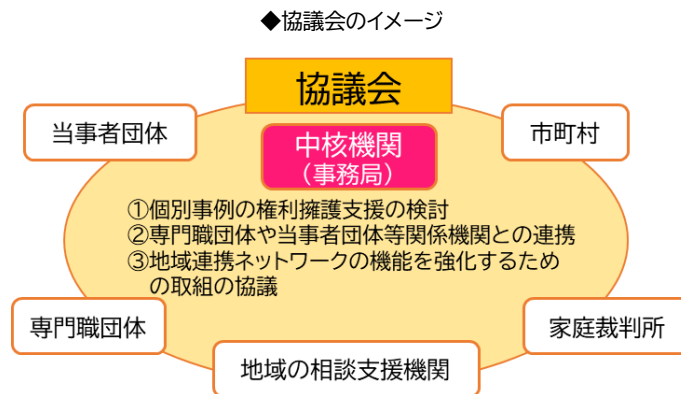 ◆協議会のイメージ
協議会
当事者団体
市町村
中核機関
（事務局）
①個別事例の権利擁護支援の検討
②専門職団体や当事者団体等関係機関との連携
③地域連携ネットワークの機能を強化するため
の取組の協議
専門職団体
家庭裁判所
地域の相談支援機関